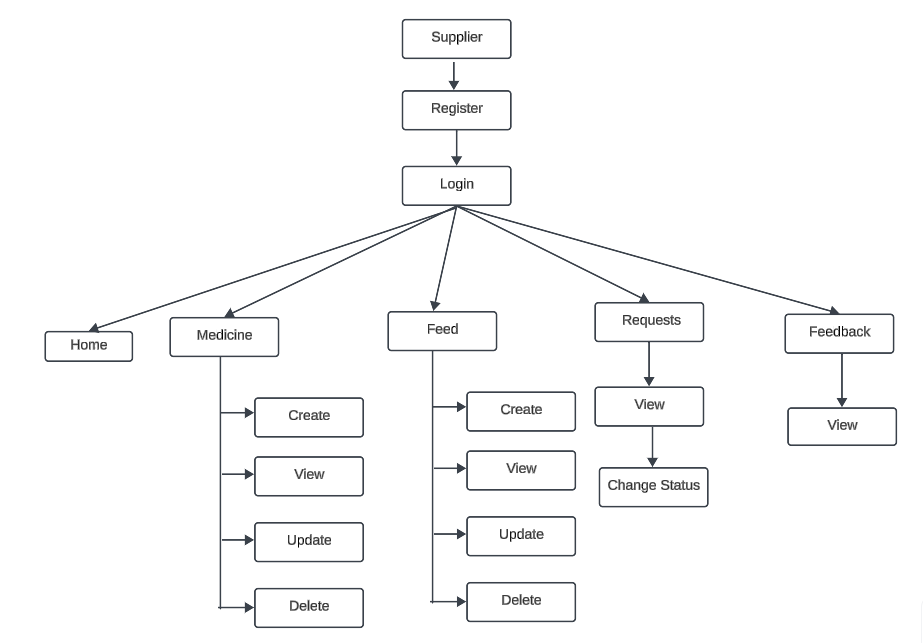 Supplier
Register
Login
Home
Medicine
Feed
Requests
Feedback
Create
View
Update
Delete
Create
View
Update
Delete
View
Change Status
View